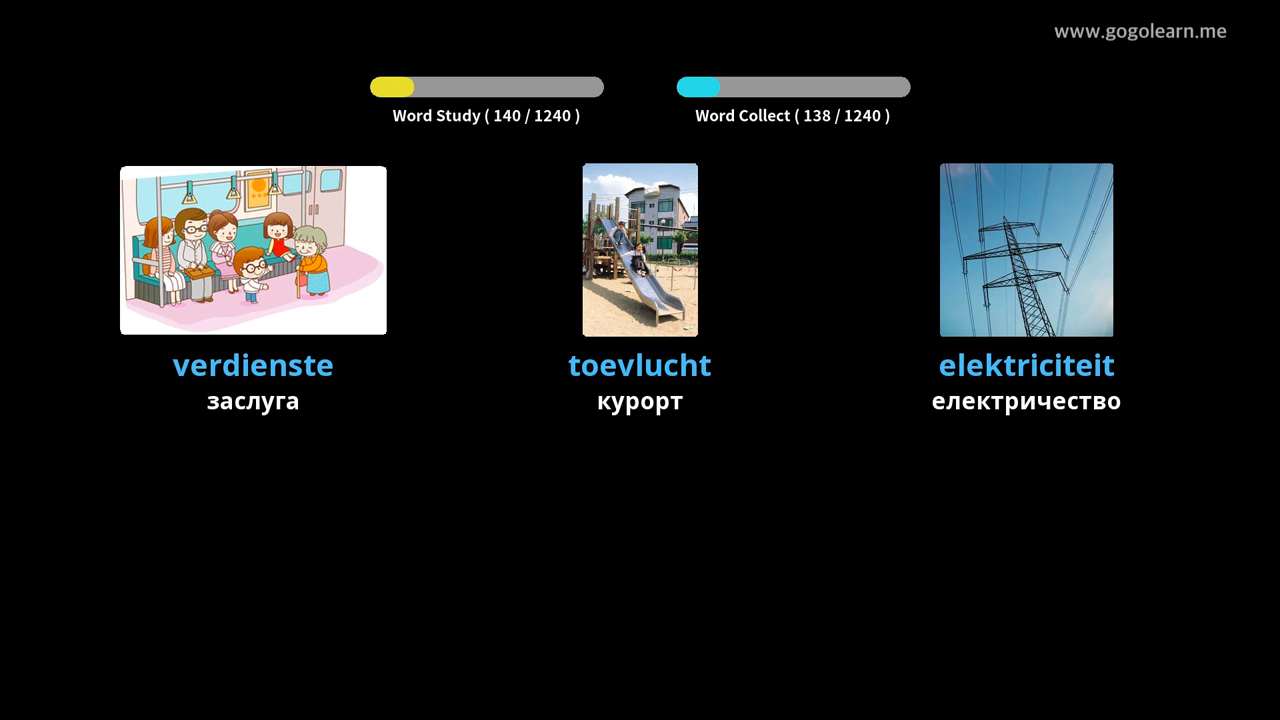 www.gogolearn.me
Word Study ( 140 / 1240 )
Word Collect ( 138 / 1240 )
verdienste
заслуга
toevlucht
курорт
elektriciteit
електричество